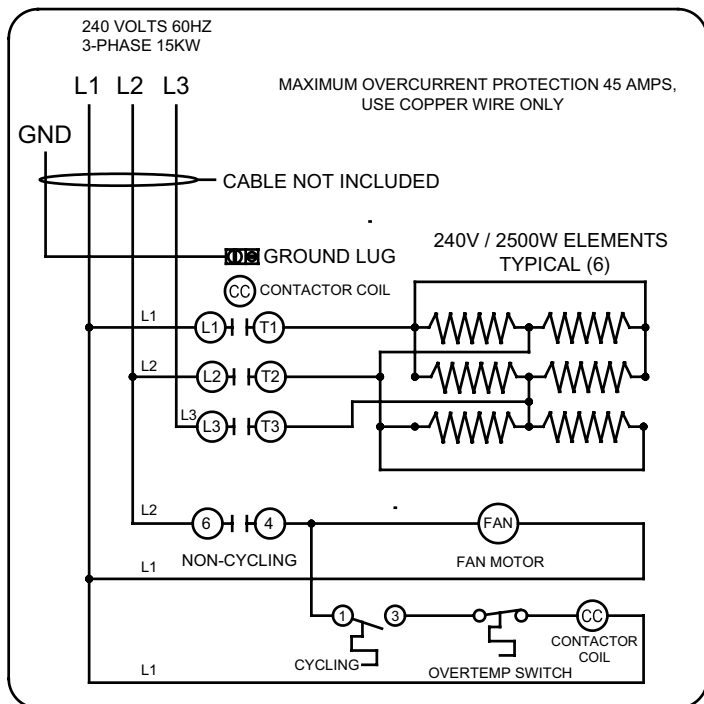 240 VOLTS 60HZ
3-PHASE 15KW
L1 L2 L3
MAXIMUM OVERCURRENT PROTECTION 45 AMPS,
USE COPPER WIRE ONLY
GND
CABLE NOT INCLUDED
GROUND LUG
240V / 2500W ELEMENTS
TYPICAL (6)
CC CONTACTOR COIL
L1
L1 T1
L2
L2 T2
L3
L3 T3
L2
6 4
FAN
NON-CYCLING
FAN MOTOR
L1
1 3
CC
CONTACTOR
COIL
CYCLING
OVERTEMP SWITCH
L1